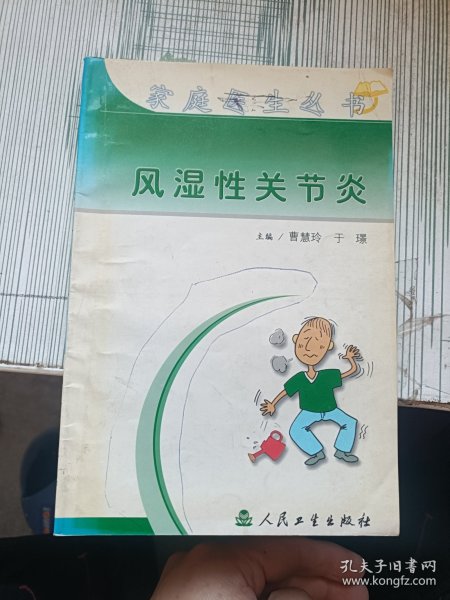 家庭医生丛书
风湿性关节炎
主编/曹慧玲 于 璟
人民卫生出版社
孔夫子旧书网
www.kongfz.com